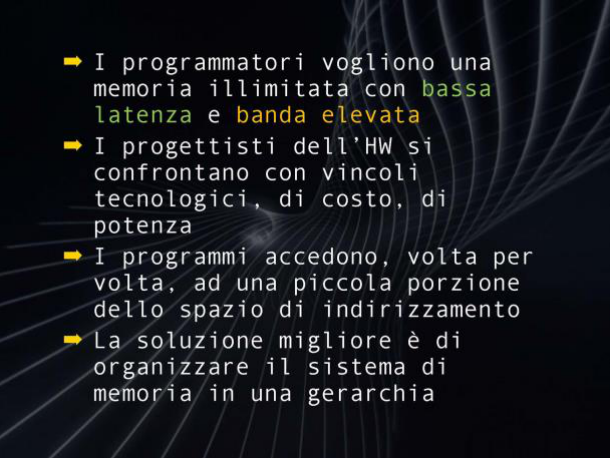 ➡ I programmatori vogliono una
memoria illimitata con bassa
latenza e banda elevata
➡ I progettisti dell'HW si
confrontano con vincoli
tecnologici, di costo, di
potenza
➡ I programmi accedono, volta per
volta, ad una piccola porzione
dello spazio di indirizzamento
➡ La soluzione migliore è di
organizzare il sistema di
memoria in una gerarchia